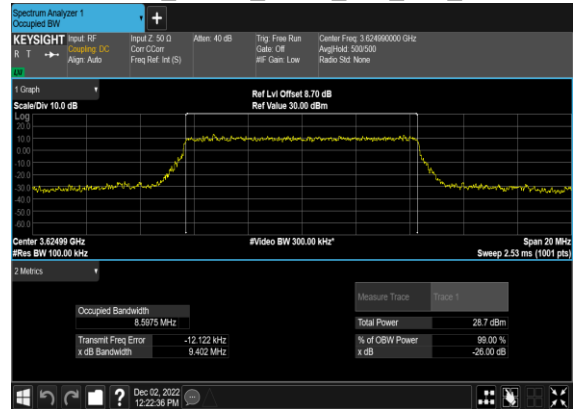 Spectrum Analyzer 1
Occupied BW
+
KEYSIGHT Input: RF Input Z: 50 Ω Atten: 40 dB Trig: Free Run Center Freq: 3.624990000 GHz
R T Coupling: DC Corr CCorr Gate: Off Avg|Hold: 500/500
Align: Auto Freq Ref: Int (S) #IF Gain: Low Radio Std: None
LW
1 Graph
Ref Lvl Offset 8.70 dB
Scale/Div 10.0 dB Ref Value 30.00 dBm
Log
20.0
10.0
0.00
-10.0
-20.0
-30.0
-40.0
-50.0
-60.0
Center 3.62499 GHz #Video BW 300.00 kHz* Span 20 MHz
#Res BW 100.00 kHz Sweep 2.53 ms (1001 pts)
2 Metrics
Measure Trace Trace 1
Occupied Bandwidth
8.5975 MHz Total Power 28.7 dBm
Transmit Freq Error -12.122 kHz % of OBW Power 99.00 %
x dB Bandwidth 9.402 MHz x dB -26.00 dB
? Dec 02, 2022
12:22:36 PM